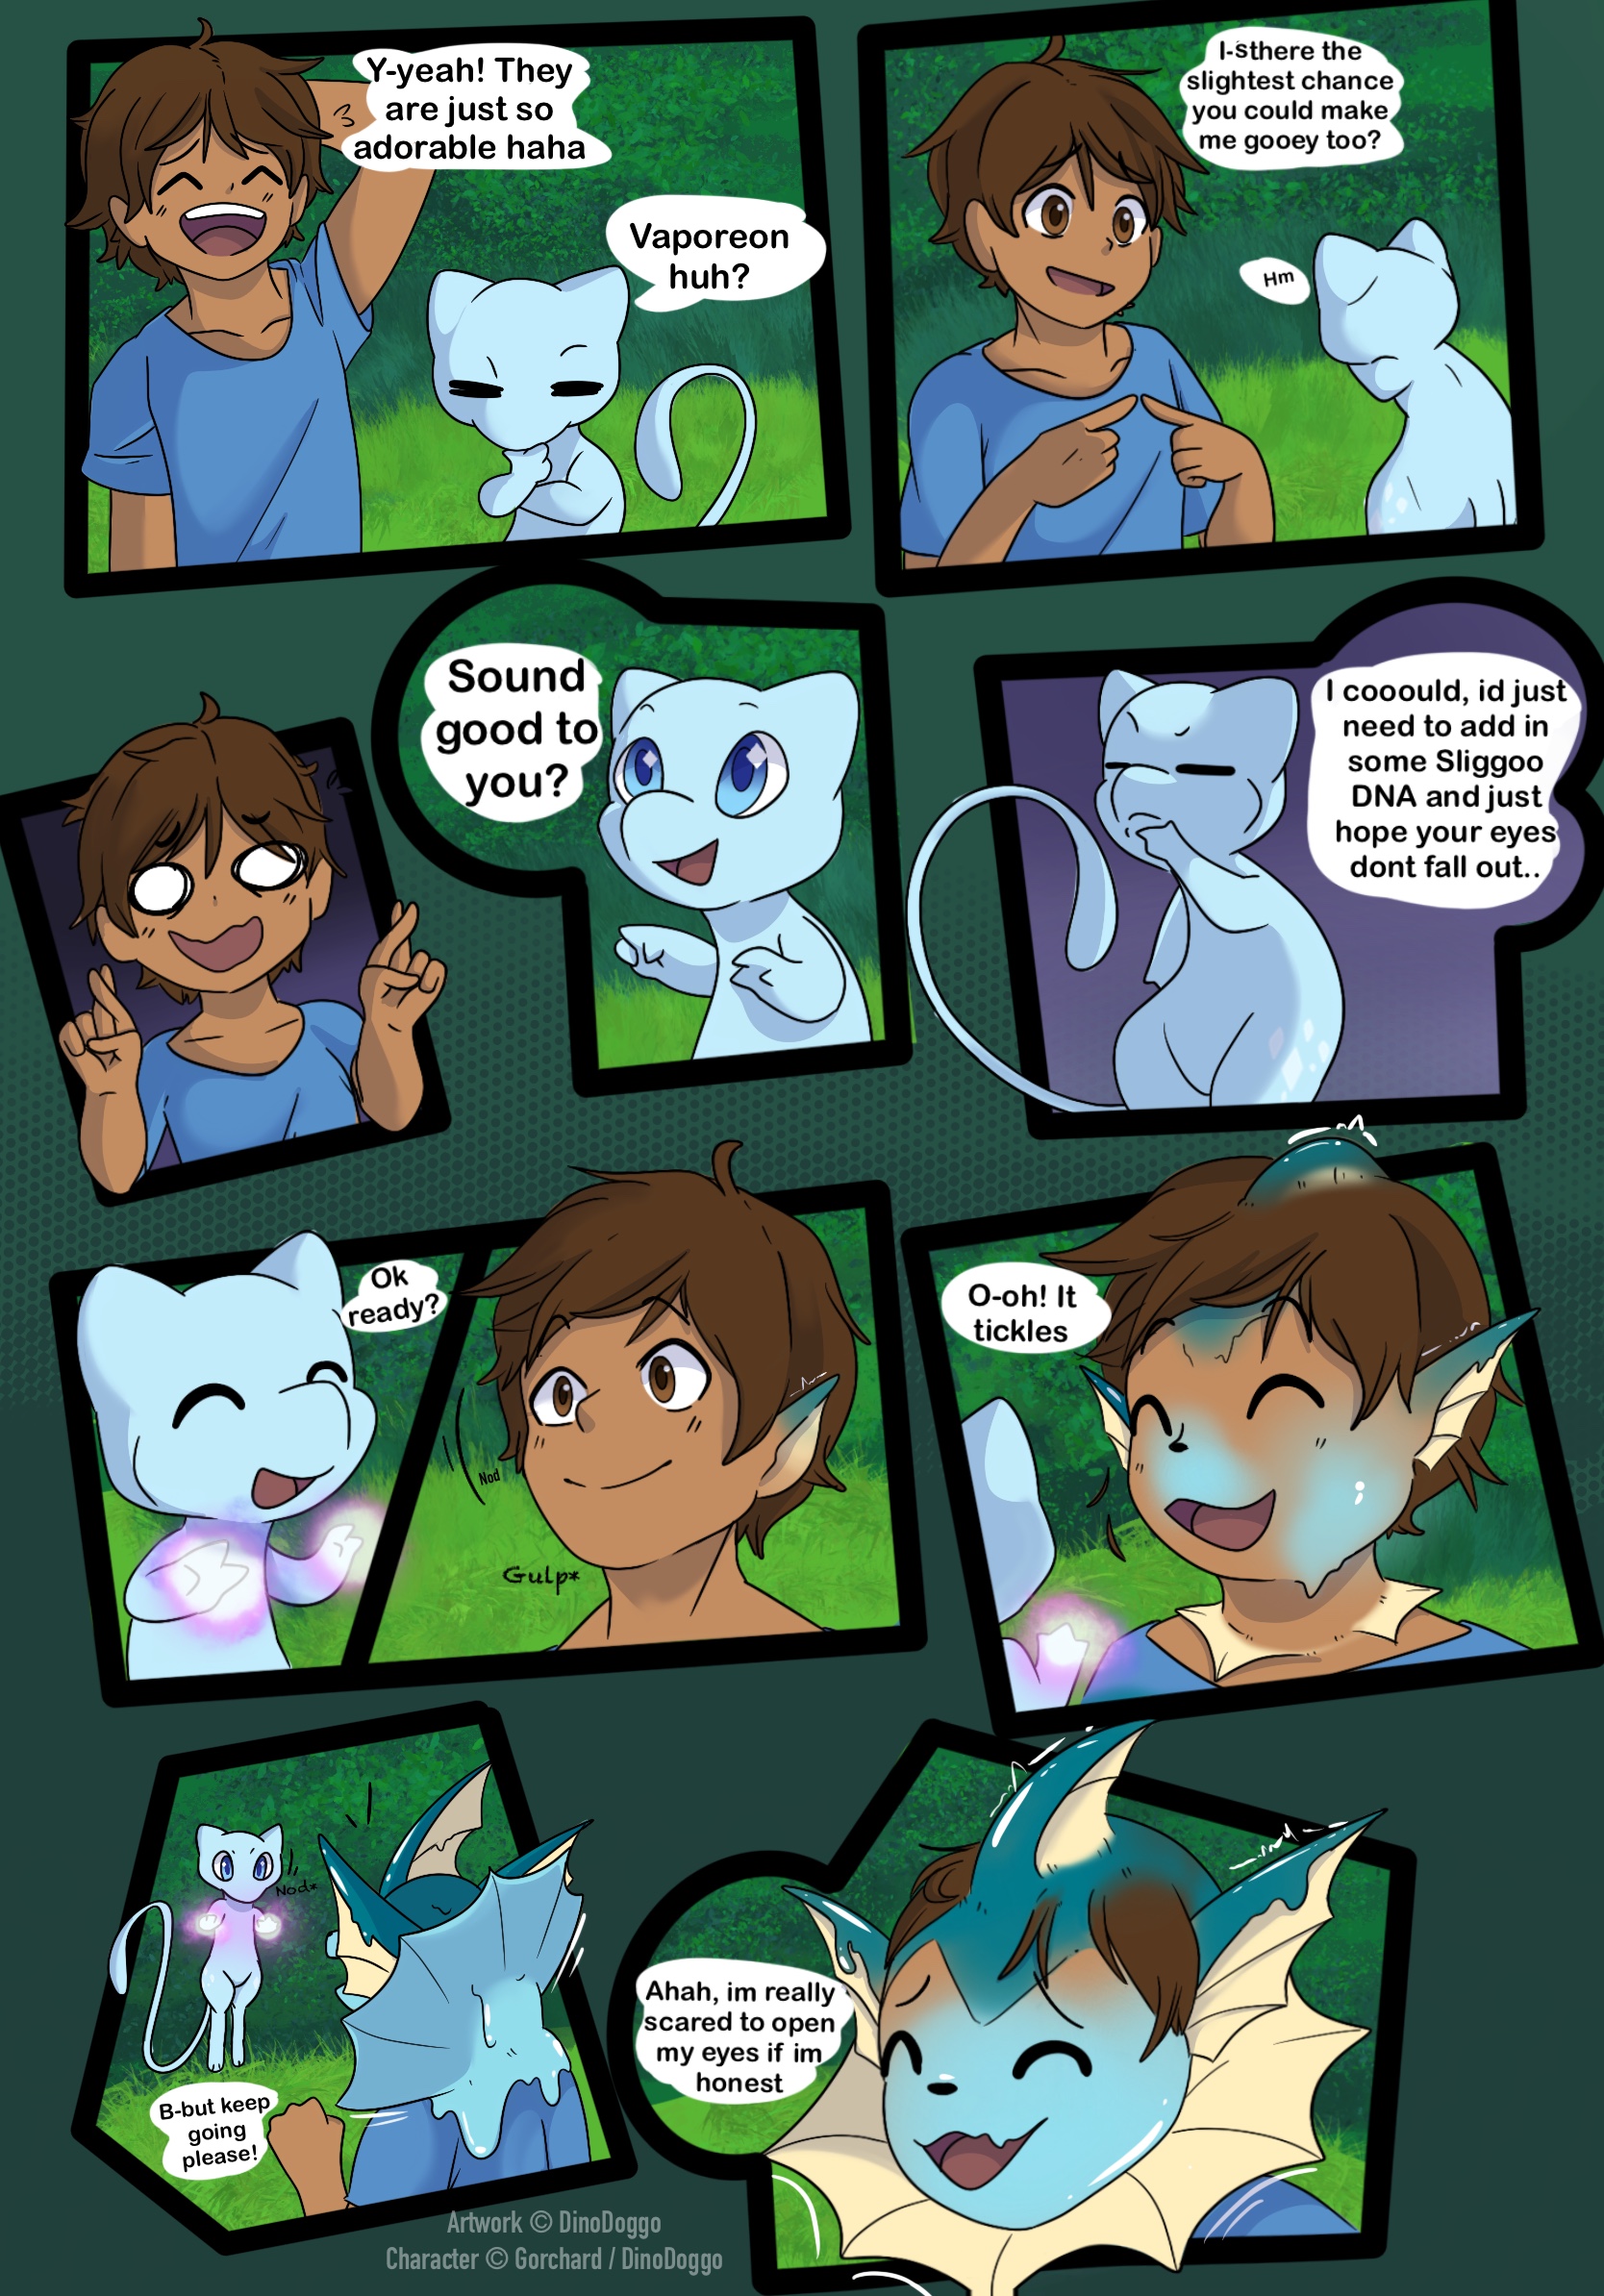 Y-yeah! They
are just so
adorable haha
Vaporeon
huh?
I-sthere the
slightest chance
you could make
me gooey too?
Hm
I cooould, id just
need to add in
some Sliggoo
DNA and just
hope your eyes
dont fall out..
Sound
good to
you?
Ok
ready?
Nod
Gulp*
O-oh! It
tickles
Ahah, im really
scared to open
my eyes if im
honest
Nod*
B-but keep
going
please!
Artwork © DinoDoggo
Character © Gorchard / DinoDoggo